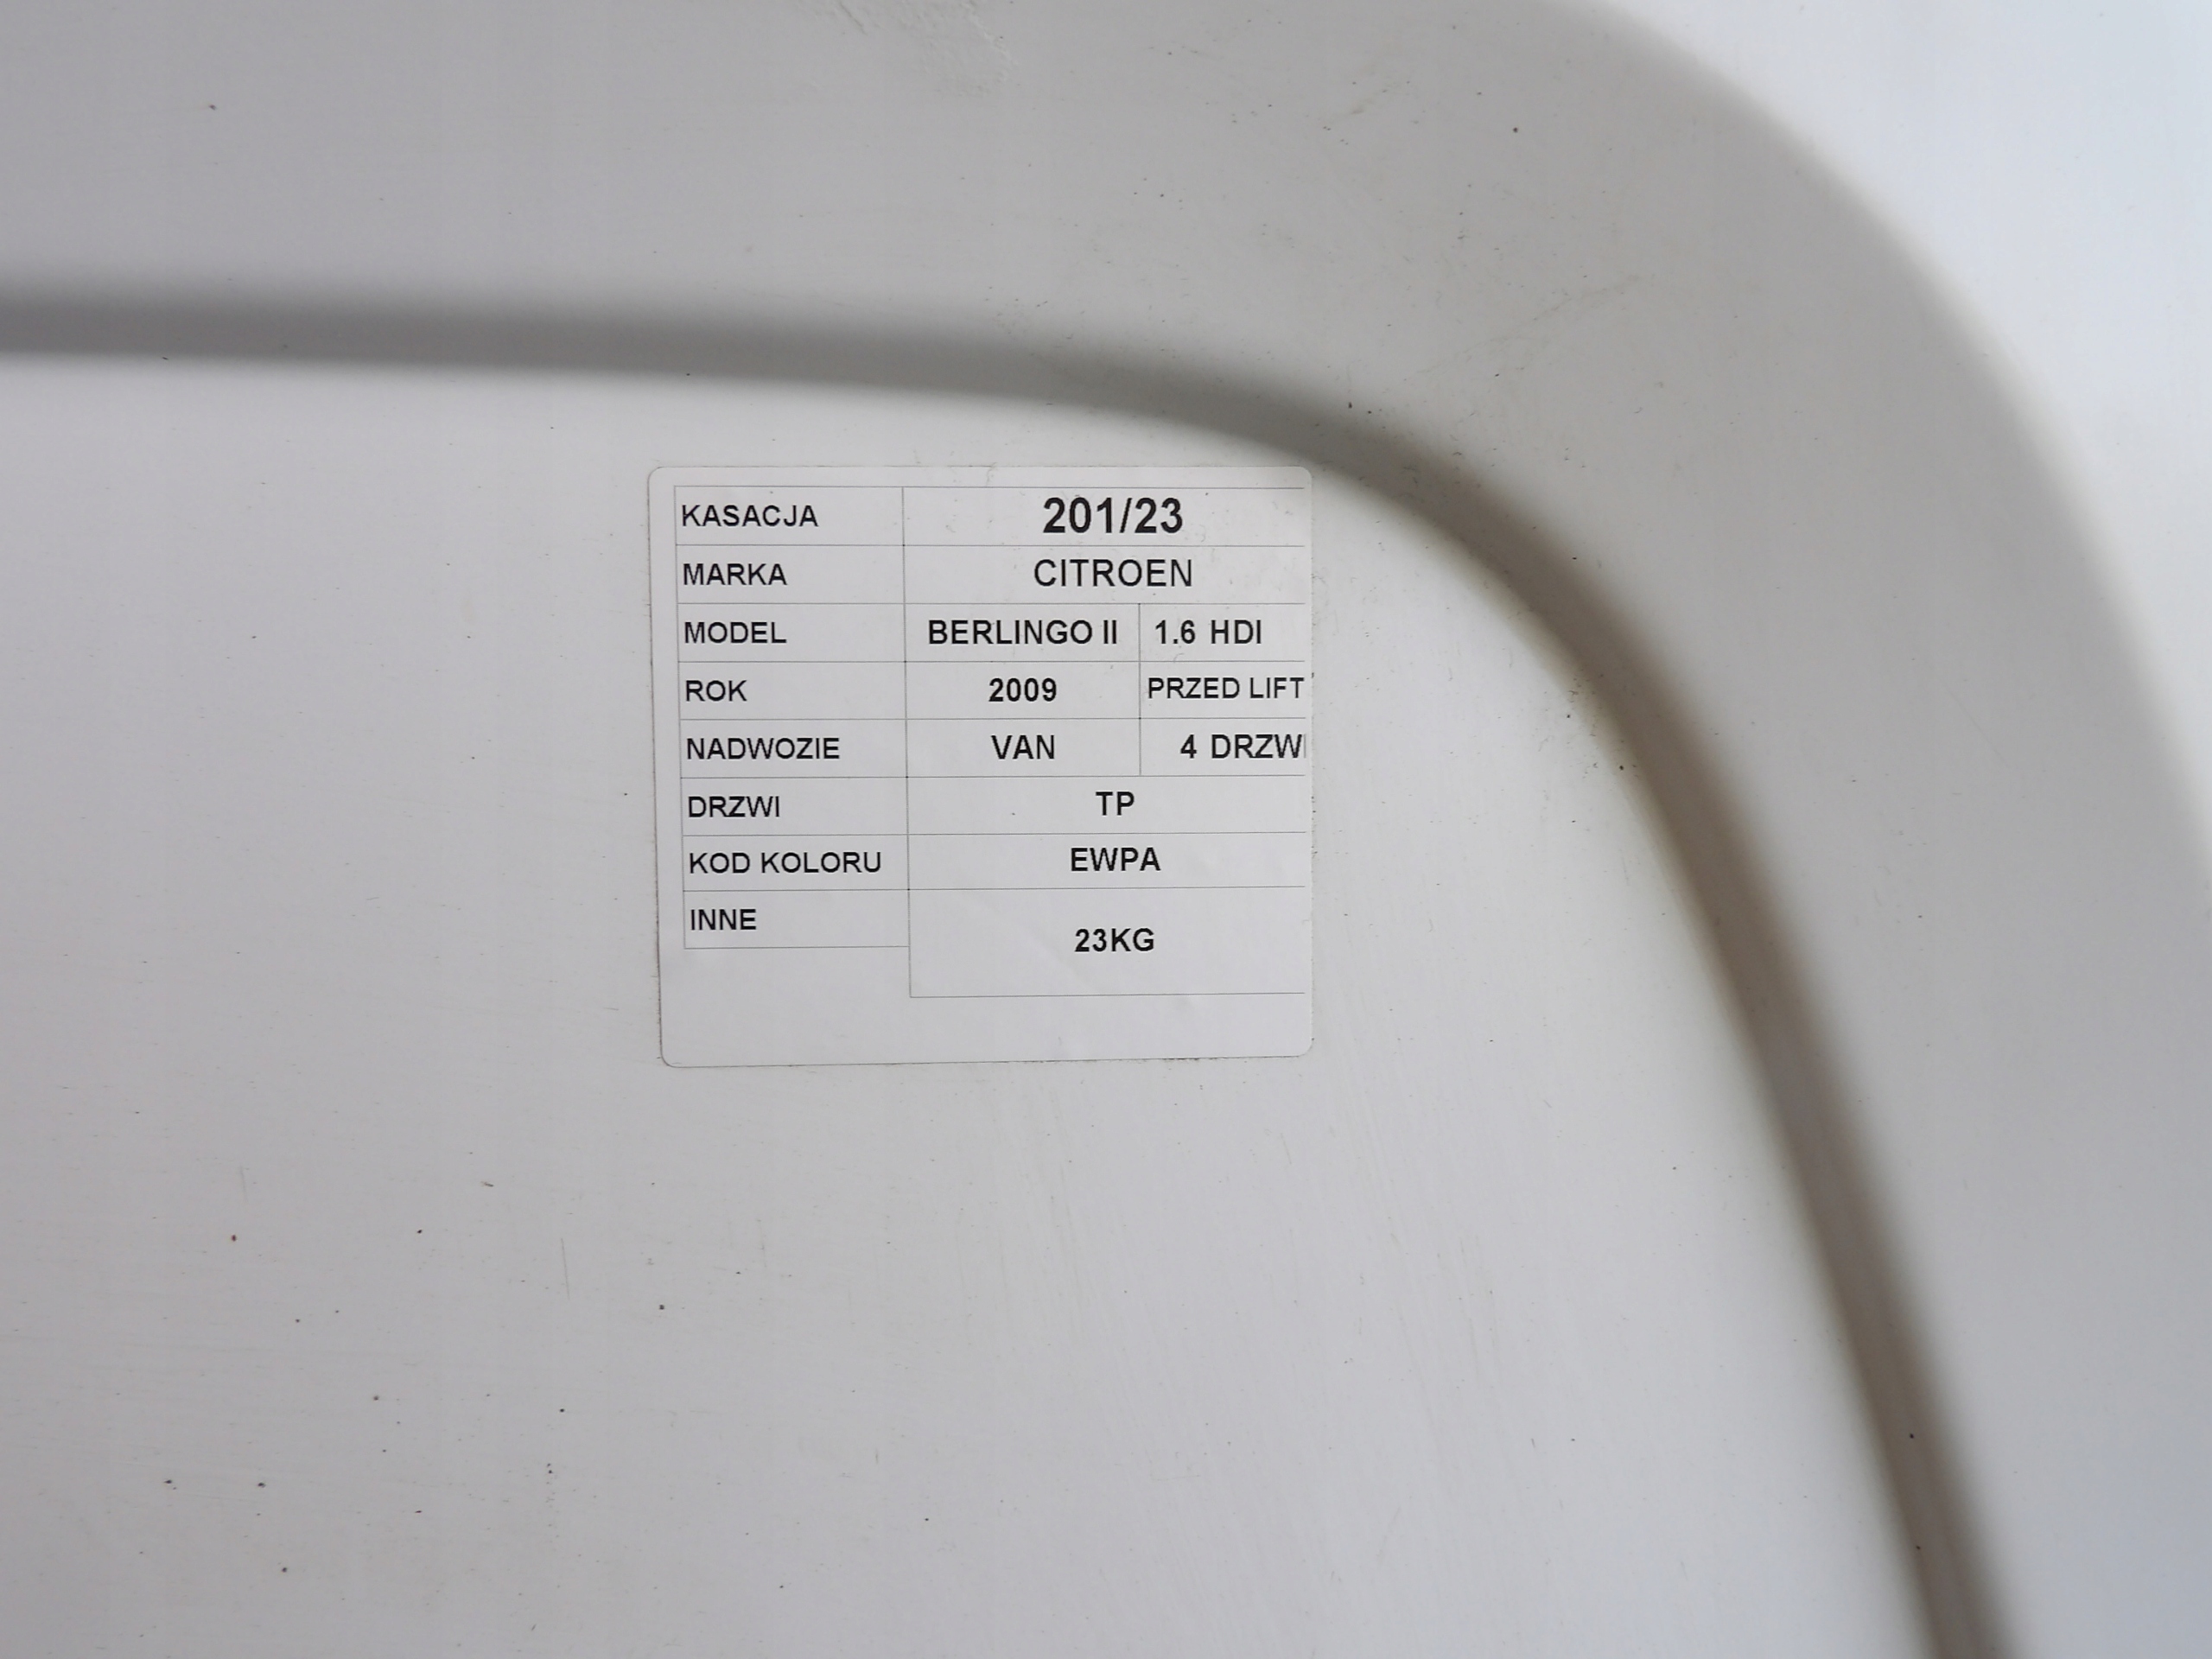 KASACJA 201/23
MARKA CITROEN
MODEL BERLINGO II 1.6 HDI
ROK 2009 PRZED LIFT
NADWOZIE VAN 4 DRZWI
DRZWI TP
KOD KOLORU EWPA
INNE 23KG